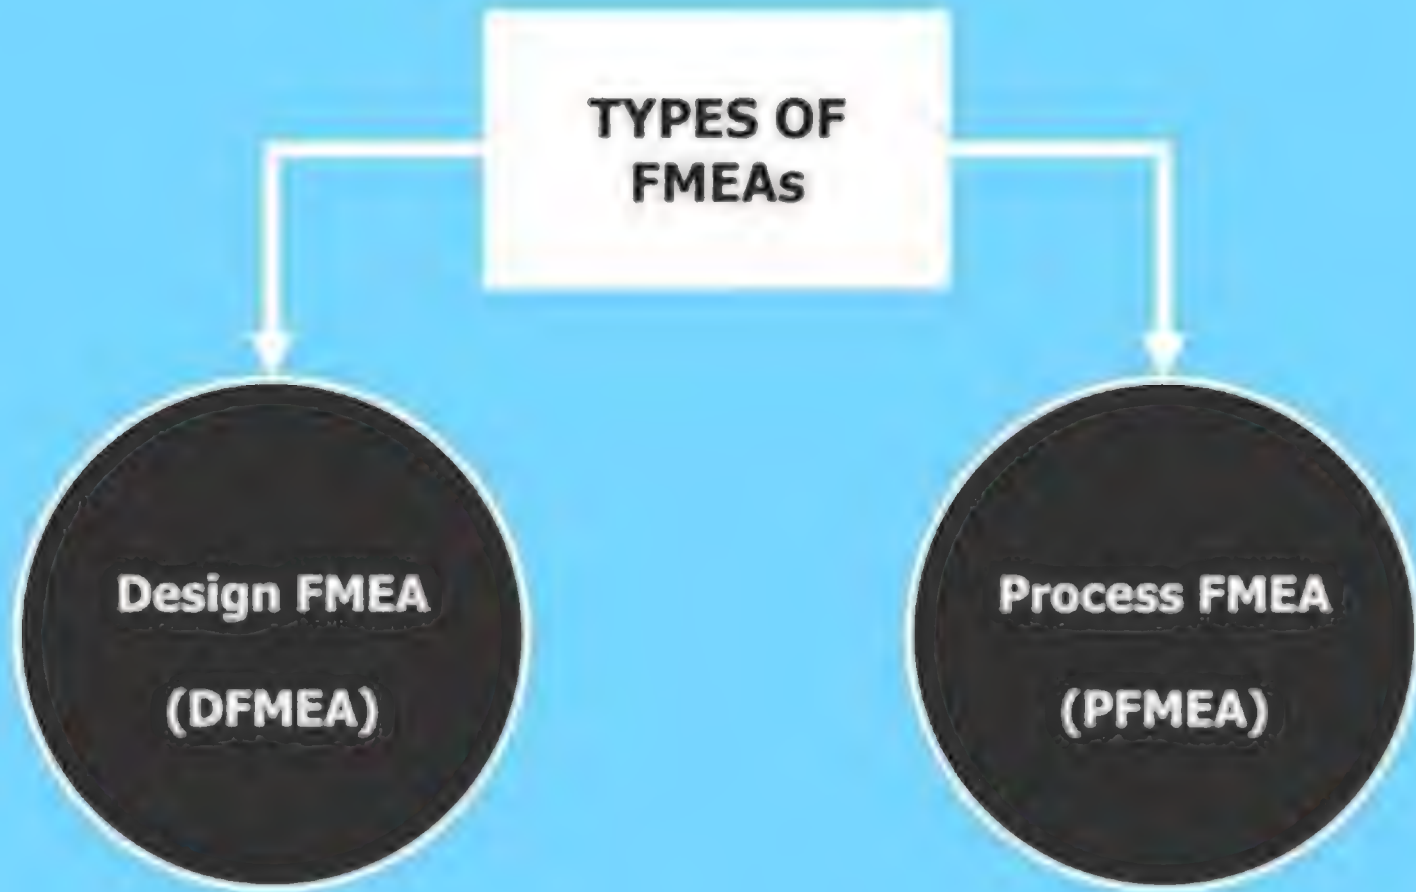 TYPES OF
FMEAs
Design FMEA
(DFMEA)
Process FMEA
(PFMEA)